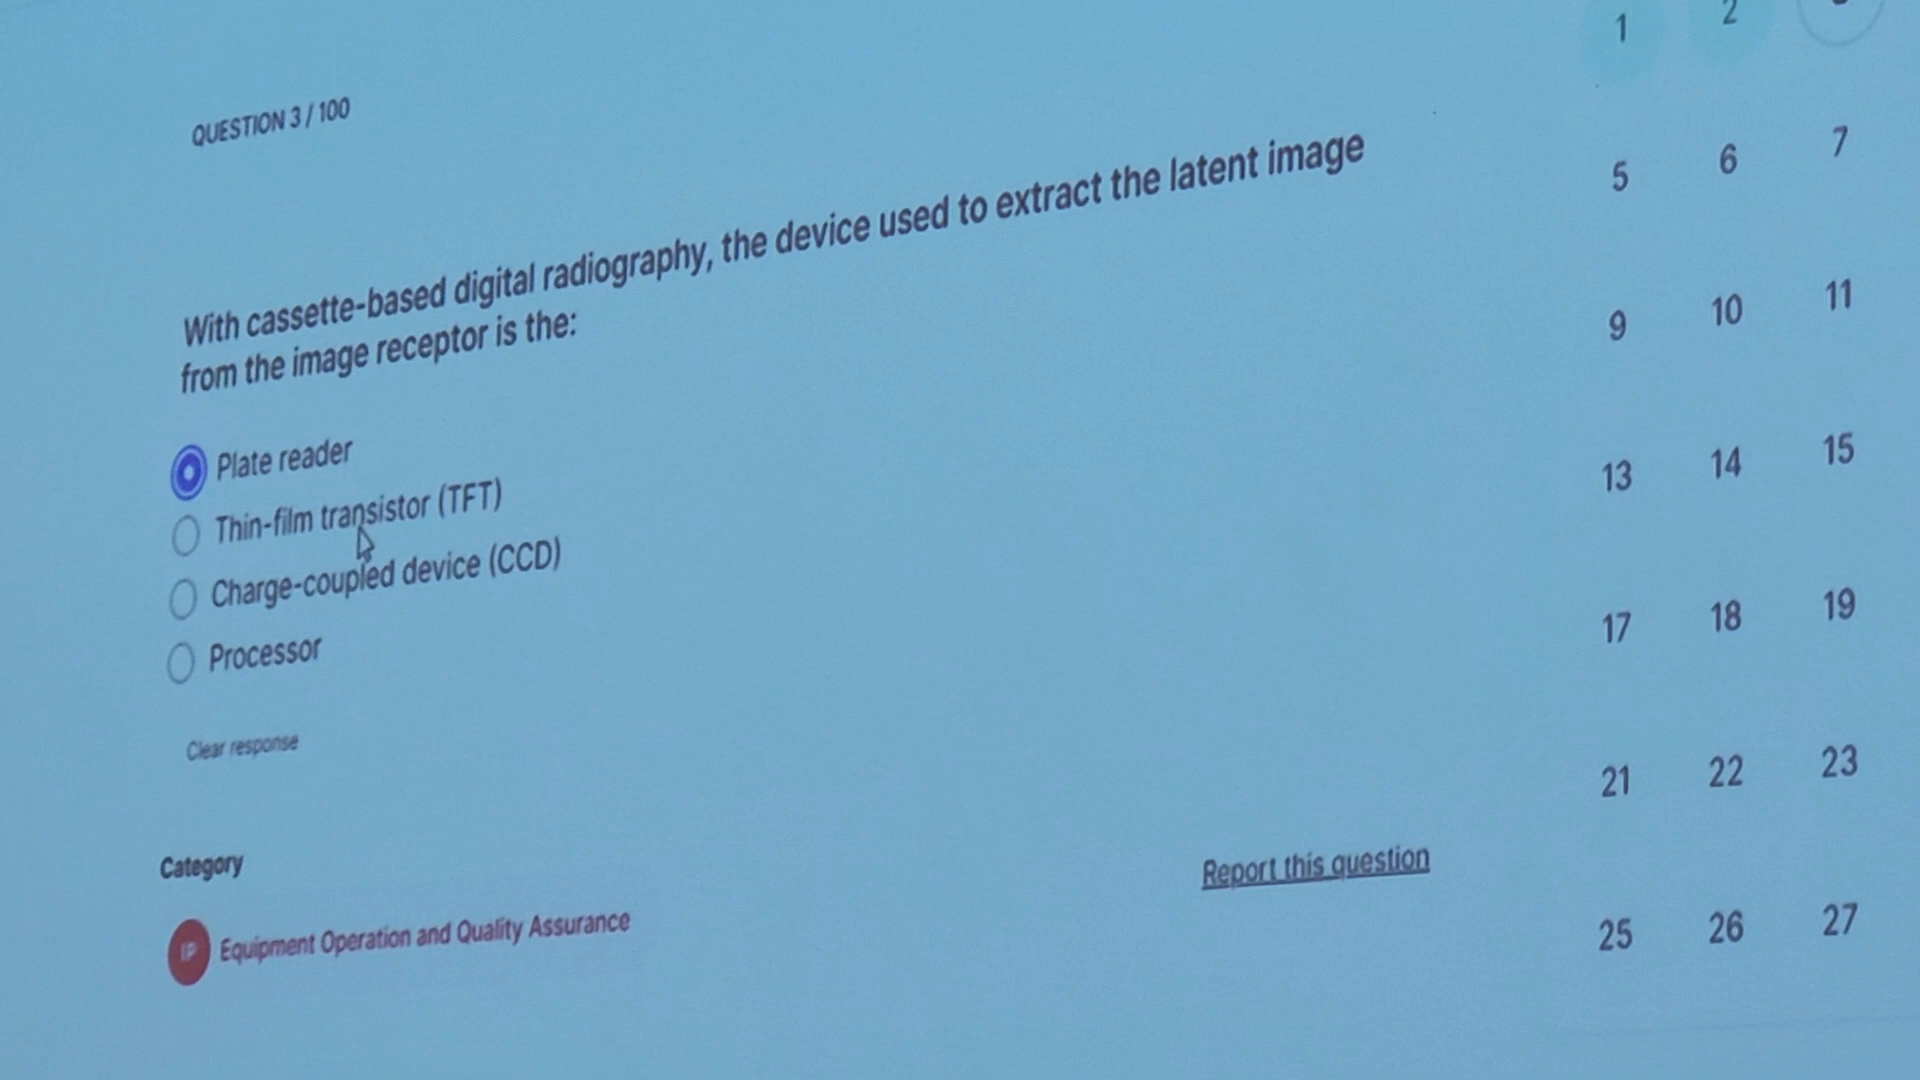 QUESTION 3 / 100
With cassette-based digital radiography, the device used to extract the latent image
from the image receptor is the:
Plate reader
Thin-film transistor (TFT)
Charge-coupled device (CCD)
Processor
Clear response
Category
IP Equipment Operation and Quality Assurance
Report this question
1 2
5 6 7
9 10 11
13 14 15
17 18 19
21 22 23
25 26 27